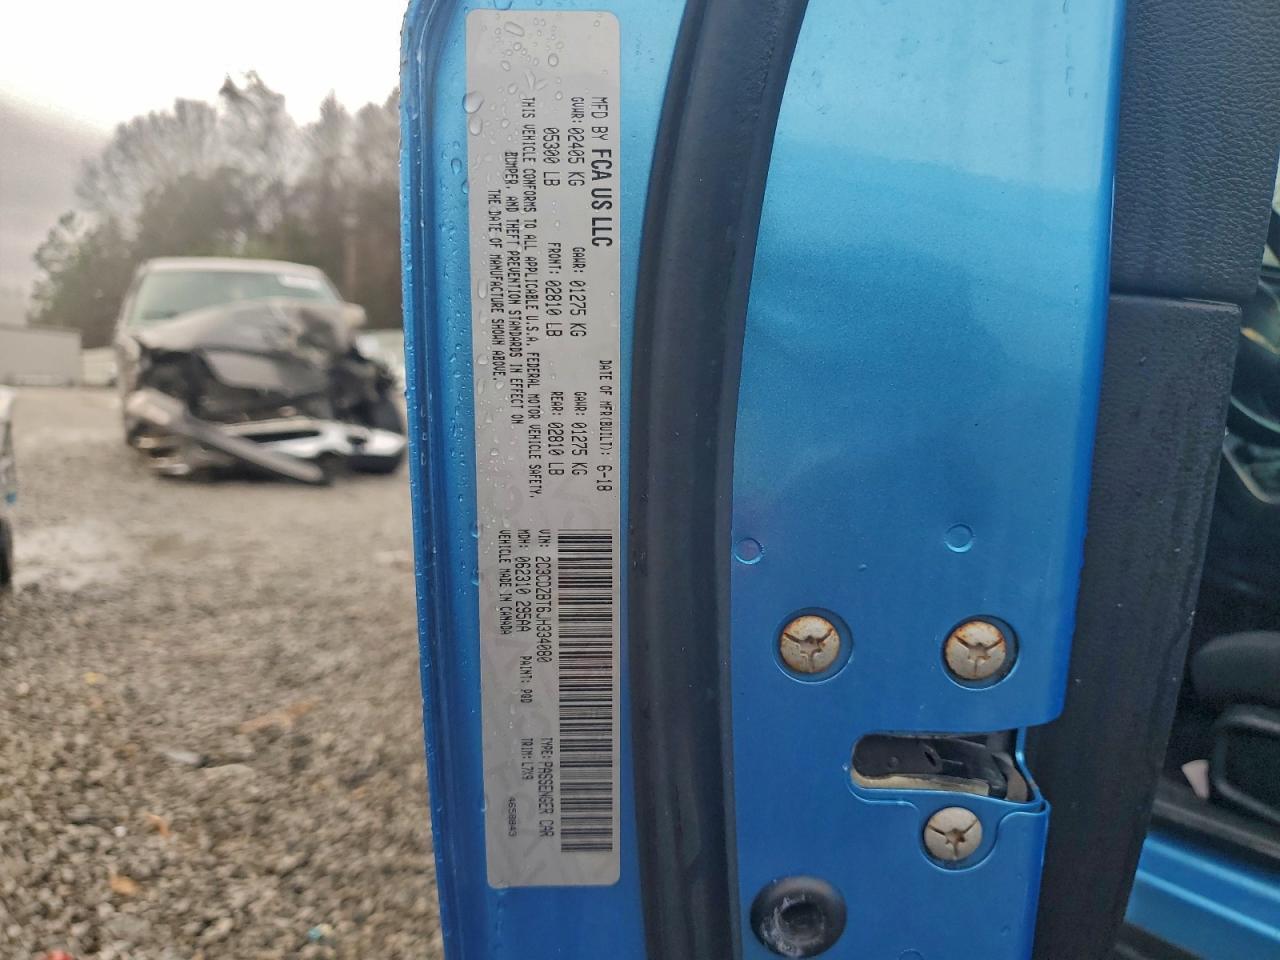 MFD BY FCA US LLC
DATE OF MFR(BUILT): 6-18
GVWR: 02405 KG
GAWR: 01275 KG
GAWR: 01275 KG
05300 LB
FRONT: 02810 LB
REAR: 02810 LB
THIS VEHICLE CONFORMS TO ALL APPLICABLE U.S.A. FEDERAL MOTOR VEHICLE SAFETY,
BUMPER, AND THEFT PREVENTION STANDARDS IN EFFECT ON
THE DATE OF MANUFACTURE SHOWN ABOVE.
VIN: 2C3CDZBT6JH334080
TYPE: PASSENGER CAR
MDH: 062310 295AA
PAINT: PQD
TRIM: L7X9
VEHICLE MADE IN CANADA